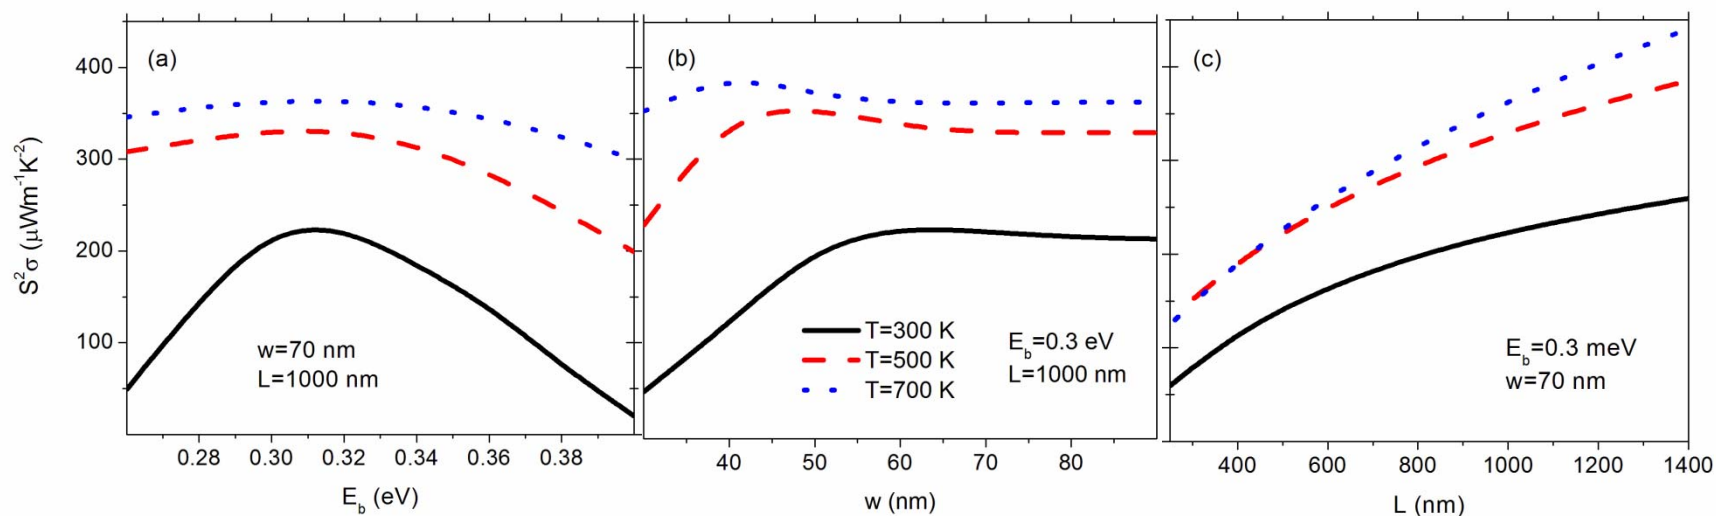 S²σ (μWm⁻¹K⁻²)
400
300
200
100
(a)
w=70 nm
L=1000 nm
0.28 0.30 0.32 0.34 0.36 0.38
E_b (eV)
(b)
T=300 K
T=500 K
T=700 K
E_b=0.3 eV
L=1000 nm
40 50 60 70 80
w (nm)
(c)
E_b=0.3 meV
w=70 nm
400 600 800 1000 1200 1400
L (nm)